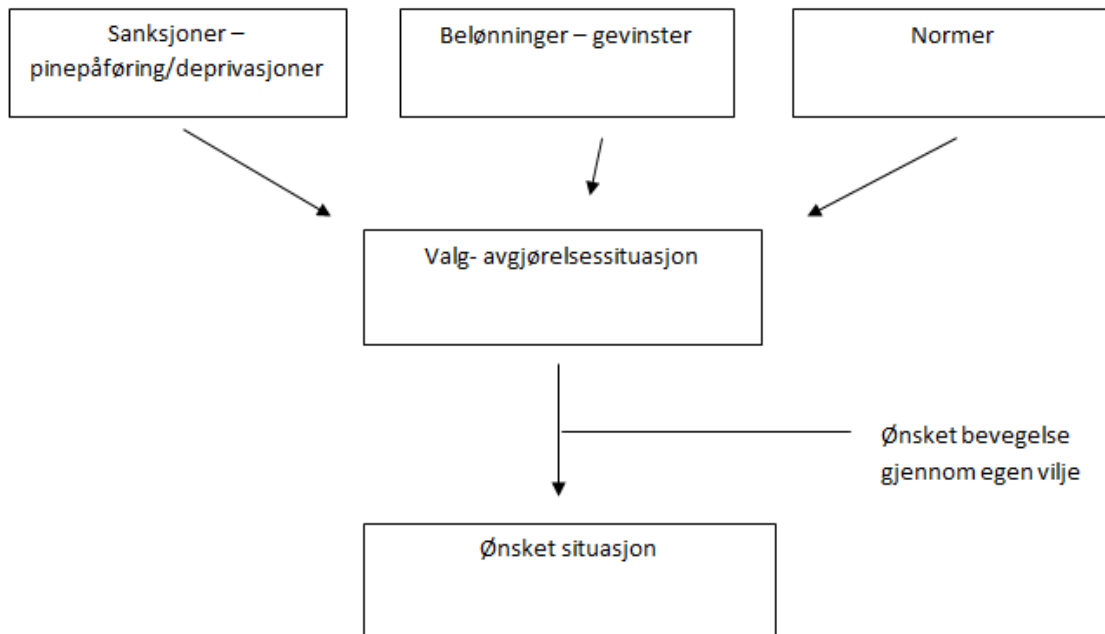 Sanksjoner –
pinepåføring/deprivasjoner
Belønninger – gevinster
Normer
Valg- avgjørelsessituasjon
Ønsket bevegelse
gjennom egen vilje
Ønsket situasjon